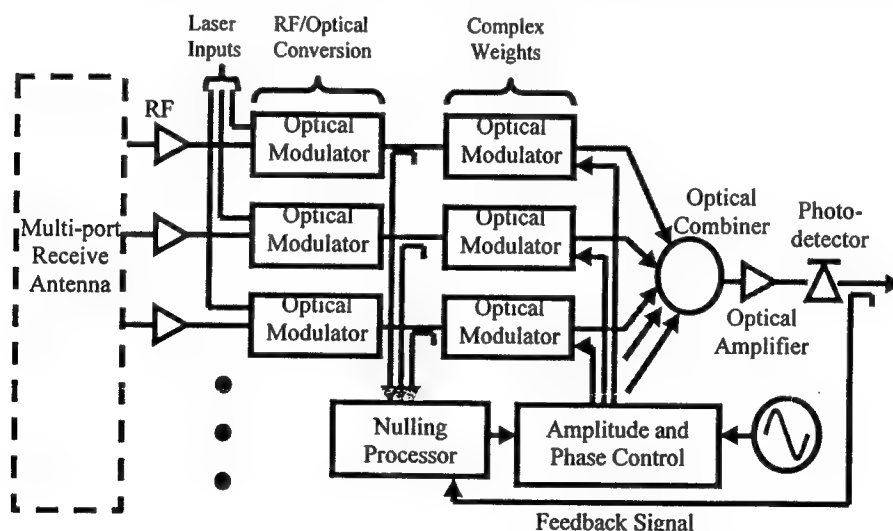 Laser
Inputs
RF/Optical
Conversion
Complex
Weights
RF
Optical
Modulator
Optical
Modulator
Optical
Combiner
Photo-
detector
Multi-port
Receive
Antenna
Optical
Modulator
Optical
Modulator
Optical
Modulator
Optical
Modulator
Optical
Amplifier
Nulling
Processor
Amplitude and
Phase Control
Feedback Signal